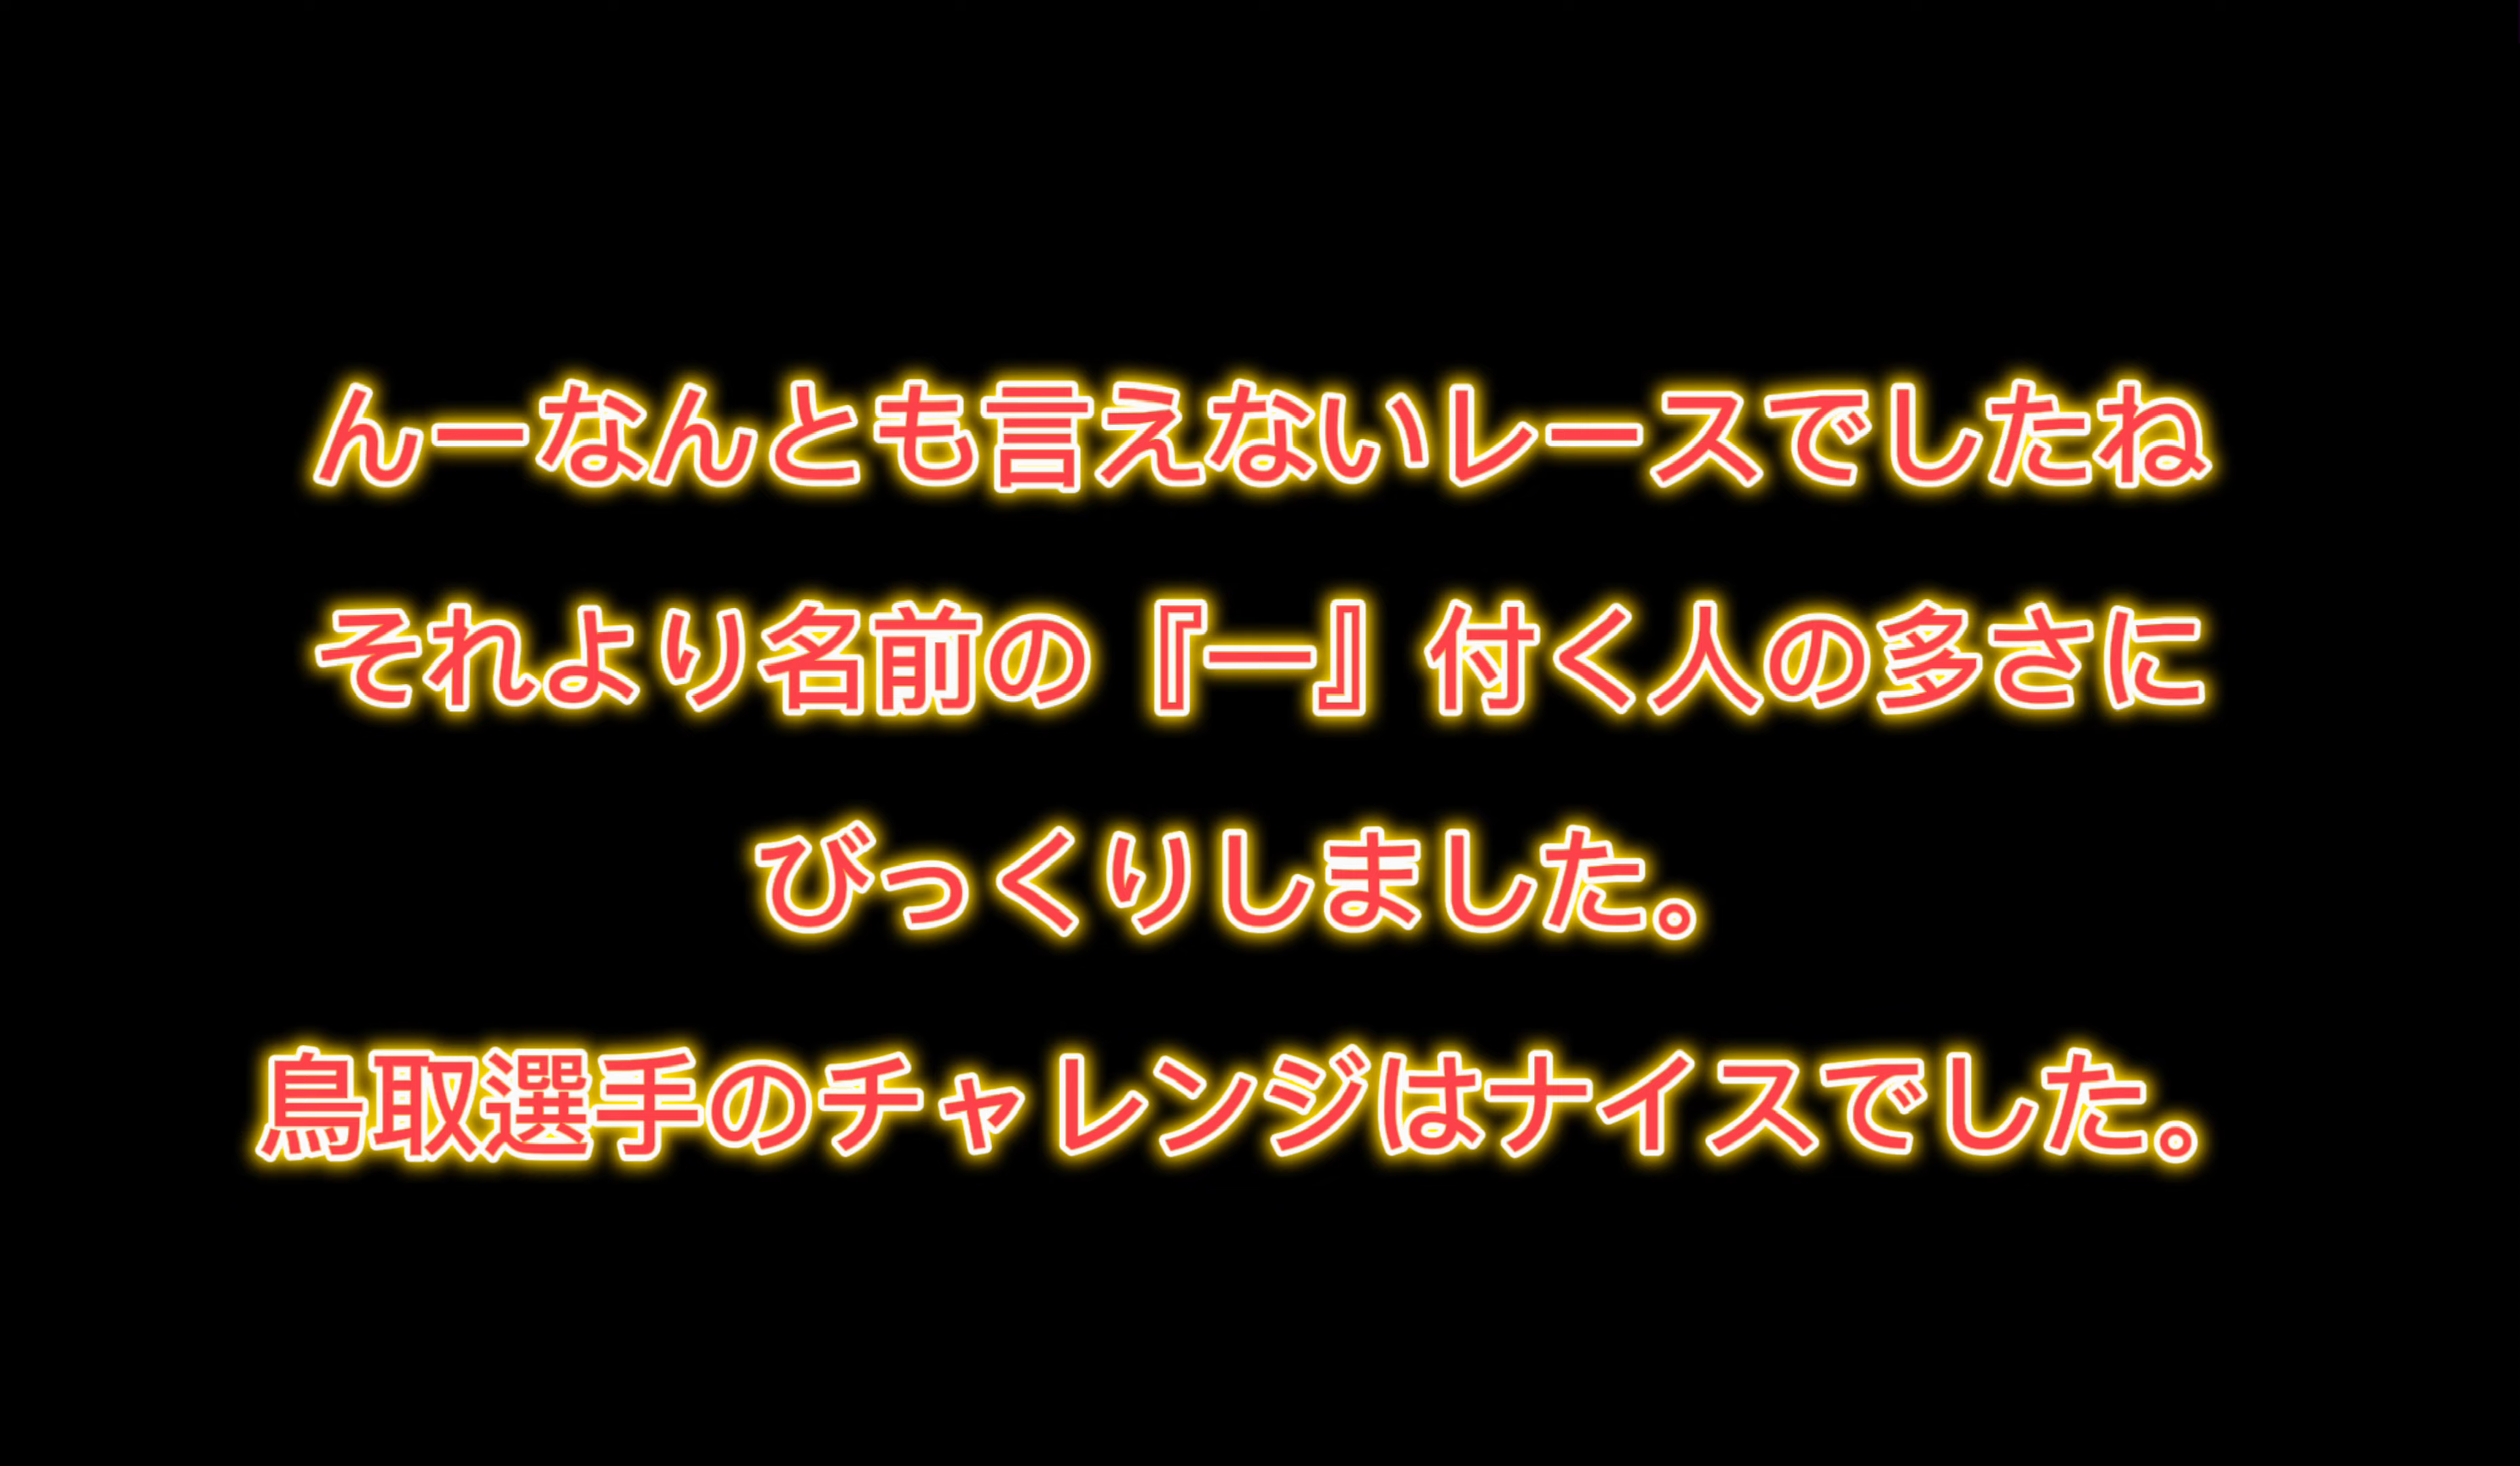 んーなんとも言えないレースでしたね
それより名前の『一』付く人の多さに
びっくりしました。
鳥取選手のチャレンジはナイスでした。